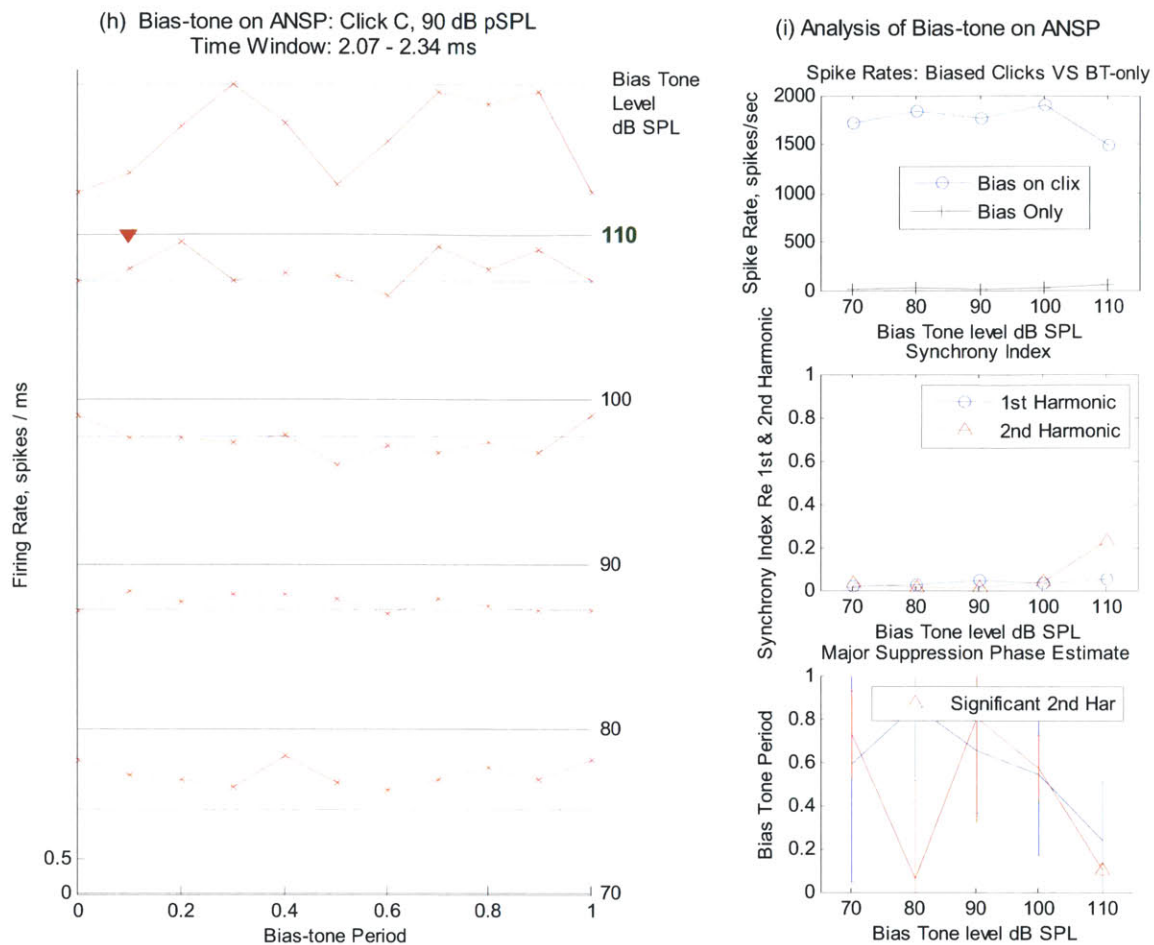 (h) Bias-tone on ANSP: Click C, 90 dB pSPL
Time Window: 2.07 - 2.34 ms
Bias Tone
Level
dB SPL
110
100
90
80
70
Firing Rate, spikes / ms
0.5
0
0
0.2
0.4
0.6
0.8
1
Bias-tone Period
(i) Analysis of Bias-tone on ANSP
Spike Rates: Biased Clicks VS BT-only
Spike Rate, spikes/sec
2000
1500
1000
500
0
Bias on clix
Bias Only
70
80
90
100
110
Bias Tone level dB SPL
Synchrony Index
Synchrony Index Re 1st & 2nd Harmonic
1
0.8
0.6
0.4
0.2
0
1st Harmonic
2nd Harmonic
70
80
90
100
110
Bias Tone level dB SPL
Major Suppression Phase Estimate
Bias Tone Period
1
0.8
0.6
0.4
0.2
0
Significant 2nd Har
70
80
90
100
110
Bias Tone level dB SPL